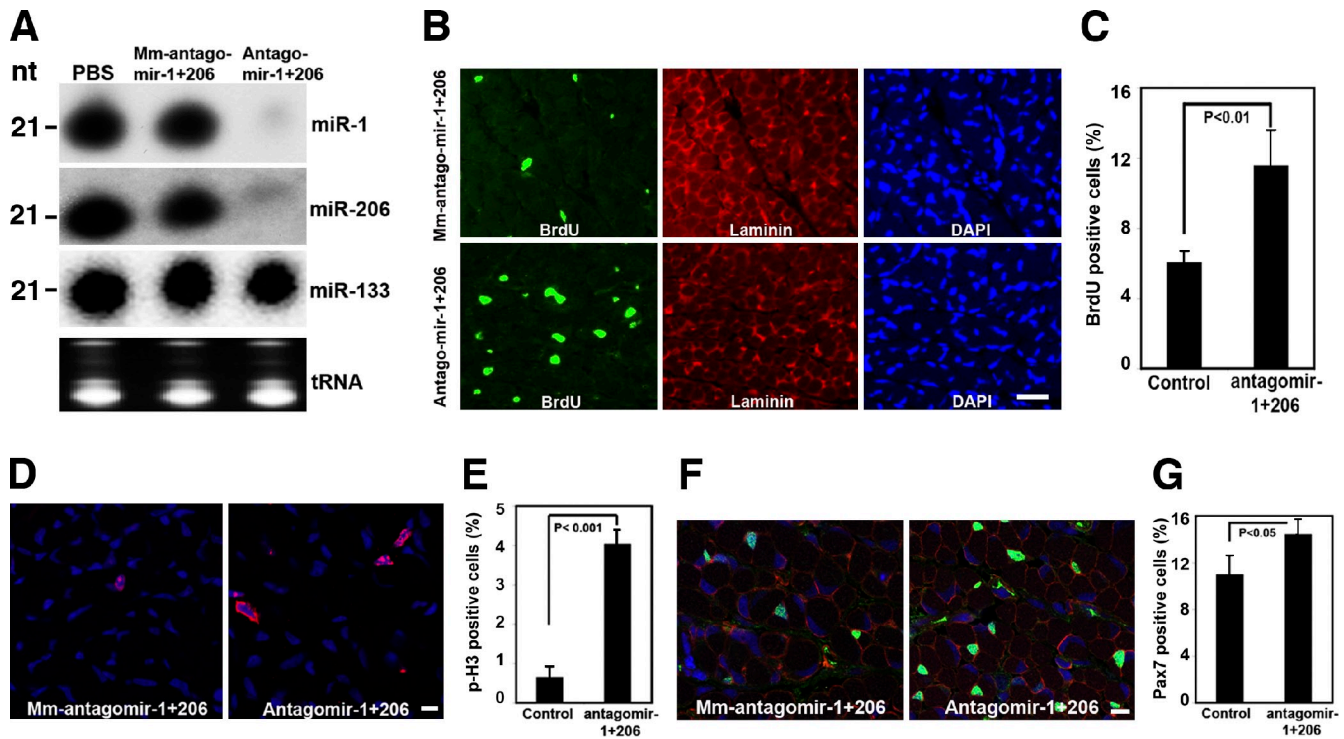 A
nt
PBS
Mm-antago-
mir-1+206
Antago-
mir-1+206
21
miR-1
21
miR-206
21
miR-133
tRNA
B
Mm-antago-mir-1+206
BrdU
Laminin
DAPI
Antago-mir-1+206
BrdU
Laminin
DAPI
C
BrdU positive cells (%)
16
12
8
4
0
P<0.01
Control
antagomir-
1+206
D
Mm-antagomir-1+206
Antagomir-1+206
E
p-H3 positive cells (%)
5
4
3
2
1
0
P< 0.001
Control
antagomir-
1+206
F
Mm-antagomir-1+206
Antagomir-1+206
G
Pax7 positive cells (%)
16
12
8
4
0
P<0.05
Control
antagomir-
1+206